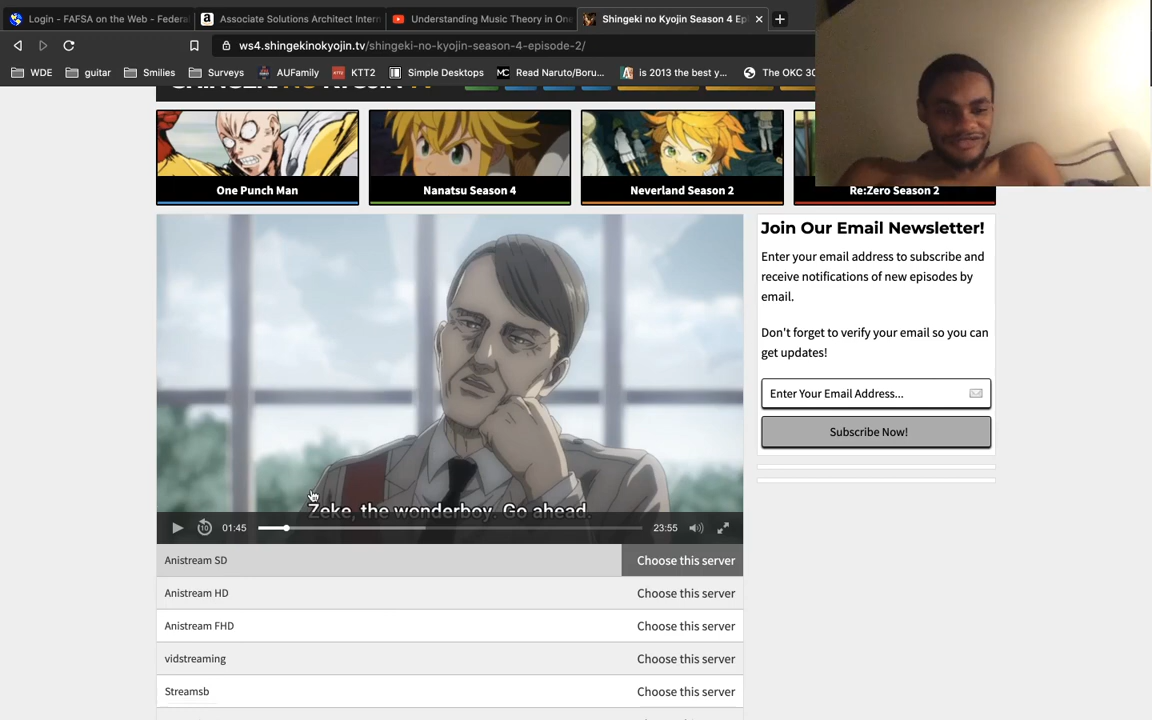 Login - FAFSA on the Web - Federal
Associate Solutions Architect Intern
Understanding Music Theory in One
Shingeki no Kyojin Season 4 Epi
ws4.shingekinokyojin.tv/shingeki-no-kyojin-season-4-episode-2/
WDE
guitar
Smilies
Surveys
AUFamily
KTT2
Simple Desktops
Read Naruto/Boru...
is 2013 the best y...
The OKC 30
SHINGEKI NO KYOJIN TV
One Punch Man
Nanatsu Season 4
Neverland Season 2
Re:Zero Season 2
Zeke, the wonderboy. Go ahead.
10
01:45
23:55
Anistream SD
Choose this server
Anistream HD
Choose this server
Anistream FHD
Choose this server
vidstreaming
Choose this server
Streamsb
Choose this server
Join Our Email Newsletter!
Enter your email address to subscribe and
receive notifications of new episodes by
email.
Don't forget to verify your email so you can
get updates!
Enter Your Email Address...
Subscribe Now!